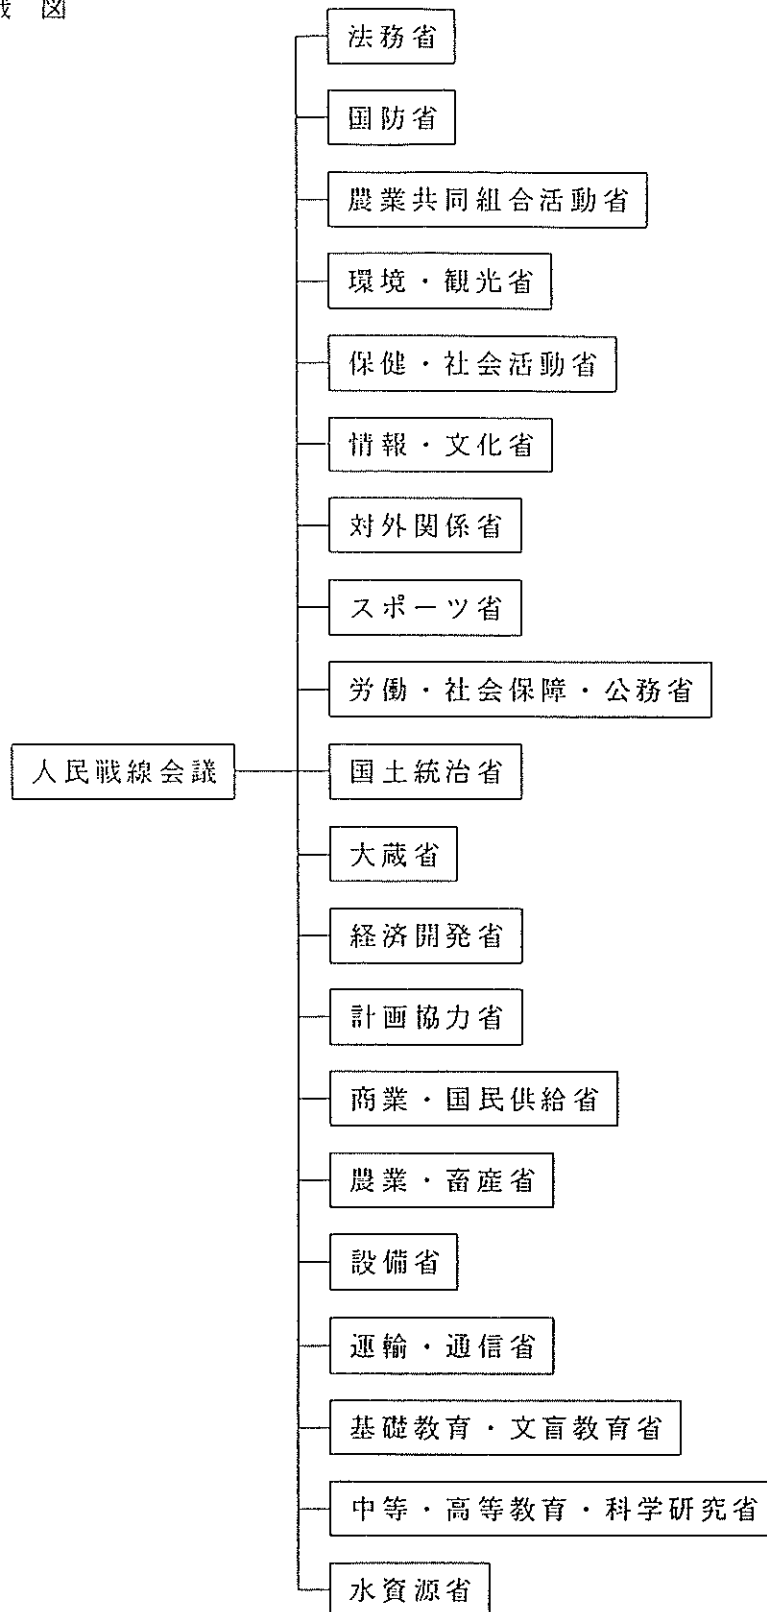 図
法務省
国防省
農業共同組合活動省
環境・観光省
保健・社会活動省
情報・文化省
対外関係省
スポーツ省
労働・社会保障・公務省
人民戦線会議
国土統治省
大蔵省
経済開発省
計画協力省
商業・国民供給省
農業・畜産省
設備省
運輸・通信省
基礎教育・文盲教育省
中等・高等教育・科学研究省
水資源省